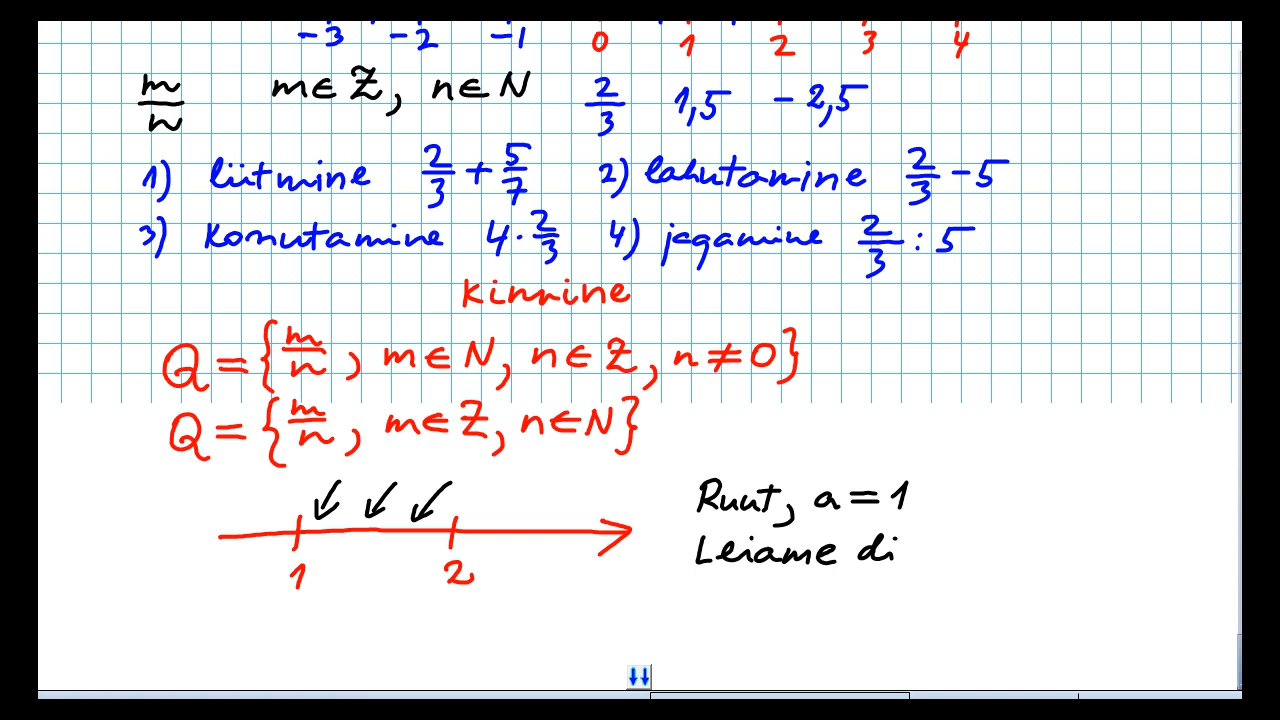 -3 -2 -1 0 1 2 3 4
m/n m∈Z, n∈N 2/3 1,5 -2,5
1) liitmine 2/3 + 5/7 2) lahutamine 2/3 - 5
3) korrutamine 4 · 2/3 4) jagamine 2/3 : 5
kinnine
Q = {m/n, m∈N, n∈Z, n≠0}
Q = {m/n, m∈Z, n∈N}
Ruut, a = 1
Leiame di
1 2